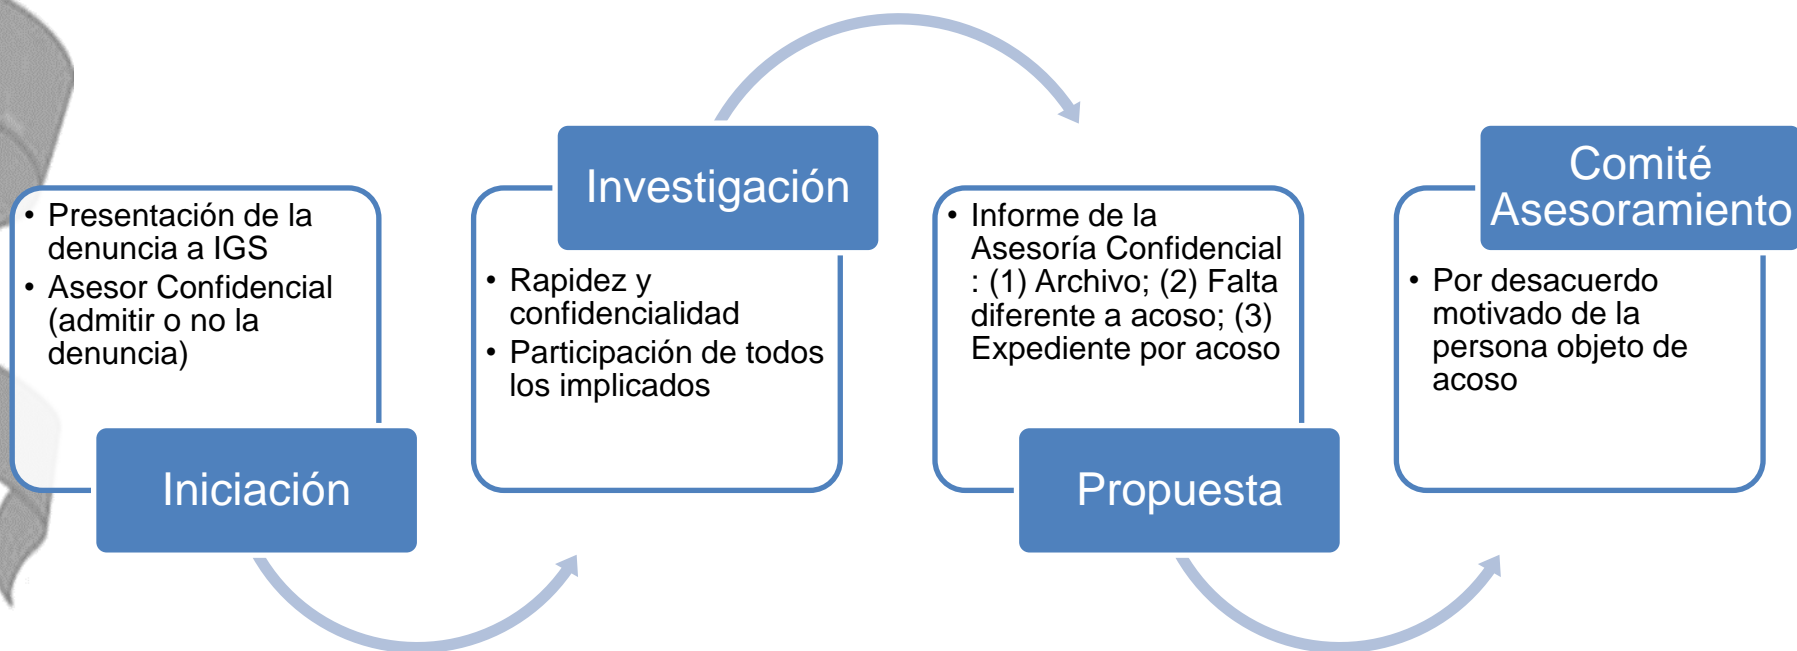 • Presentación de la
denuncia a IGS
• Asesor Confidencial
(admitir o no la
denuncia)
Iniciación
Investigación
• Rapidez y
confidencialidad
• Participación de todos
los implicados
• Informe de la
Asesoría Confidencial
: (1) Archivo; (2) Falta
diferente a acoso; (3)
Expediente por acoso
Propuesta
Comité
Asesoramiento
• Por desacuerdo
motivado de la
persona objeto de
acoso